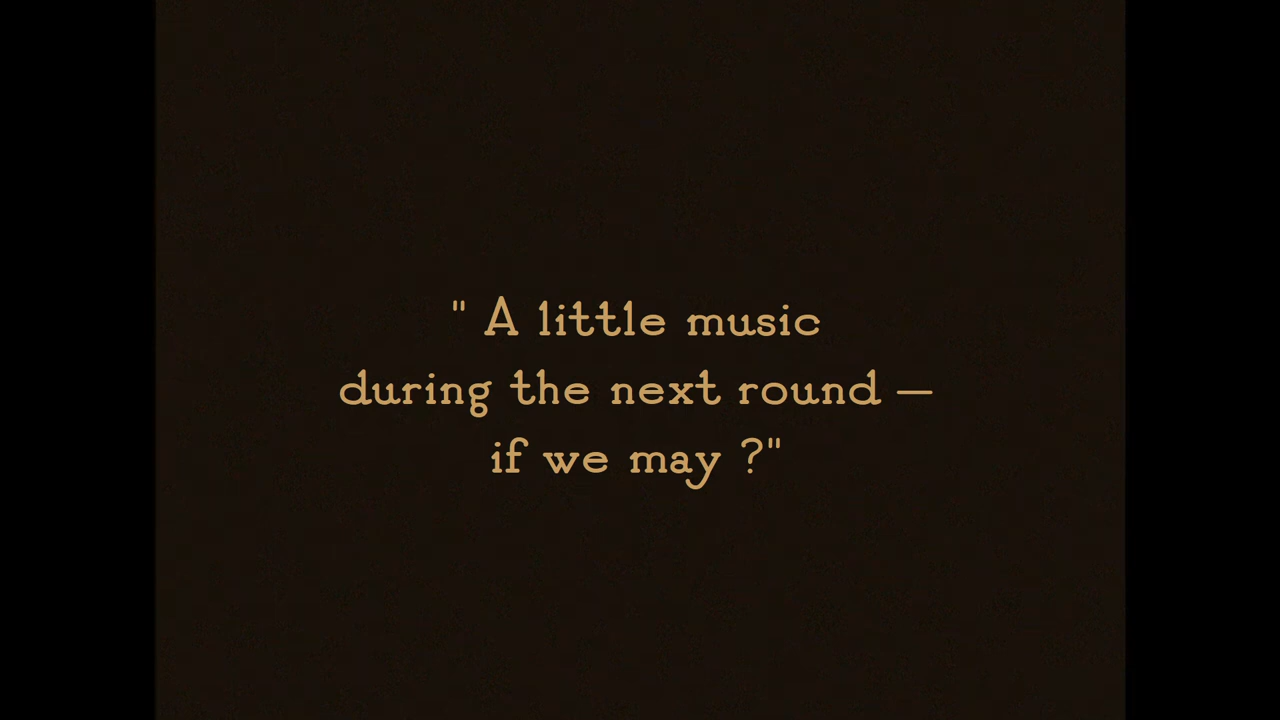 " A little music
during the next round —
if we may ?"